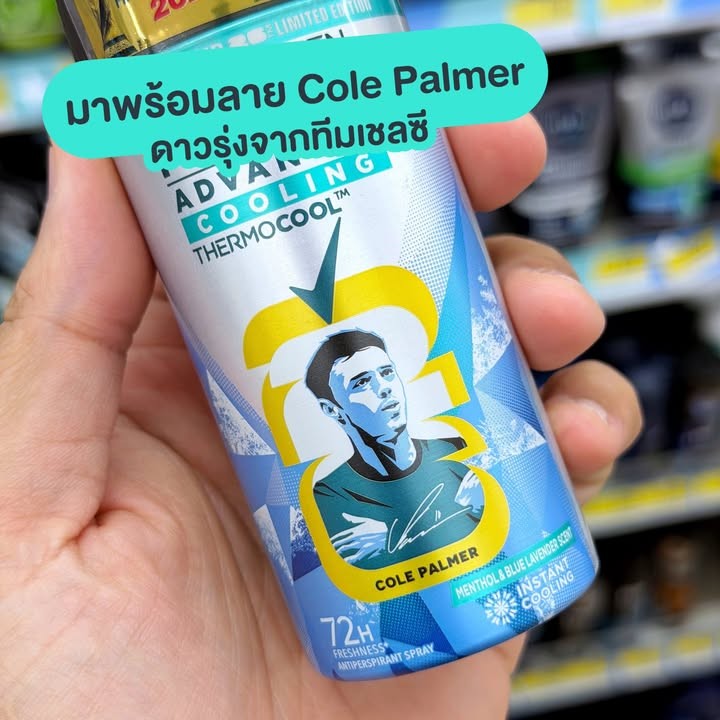 LIMITED EDITION
มาพร้อมลาย Cole Palmer
ดาวรุ่งจากทีมเชลซี
COOLING
THERMOCOOL™
COLE PALMER
MENTHOL & BLUE LAVENDER SCENT
INSTANT
COOLING
72H
FRESHNESS*
ANTIPERSPIRANT SPRAY